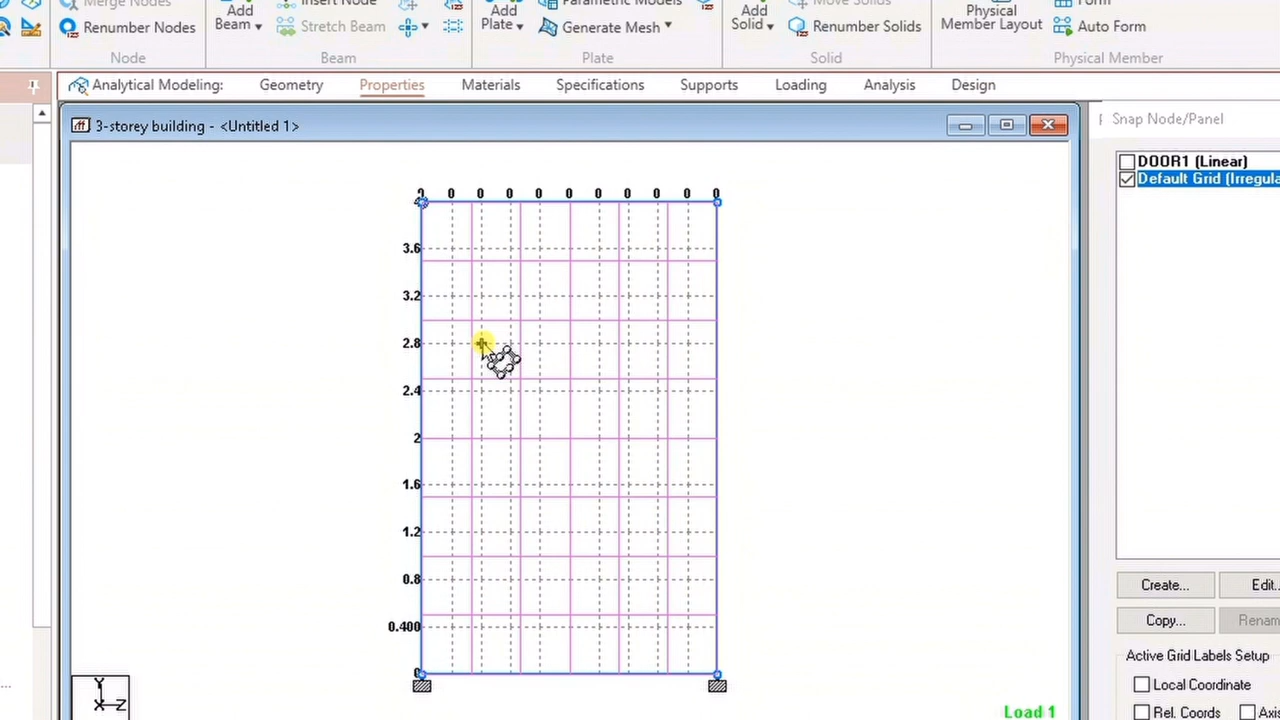 Merge Nodes
Insert Node
Parametric Models
Move Solids
Form
Renumber Nodes
Add
Beam
Stretch Beam
Add
Plate
Generate Mesh
Add
Solid
Renumber Solids
Physical
Member Layout
Auto Form
Node
Beam
Plate
Solid
Physical Member
Analytical Modeling:
Geometry
Properties
Materials
Specifications
Supports
Loading
Analysis
Design
3-storey building - <Untitled 1>
Snap Node/Panel
DOOR1 (Linear)
Default Grid (Irregula
0 0 0 0 0 0 0 0 0 0
3.6
3.2
2.8
2.4
2
1.6
1.2
0.8
0.400
0
Create...
Edit..
Copy...
Renam
Active Grid Labels Setup
Local Coordinate
Rel. Coords
Axis
Y
X
Z
Load 1